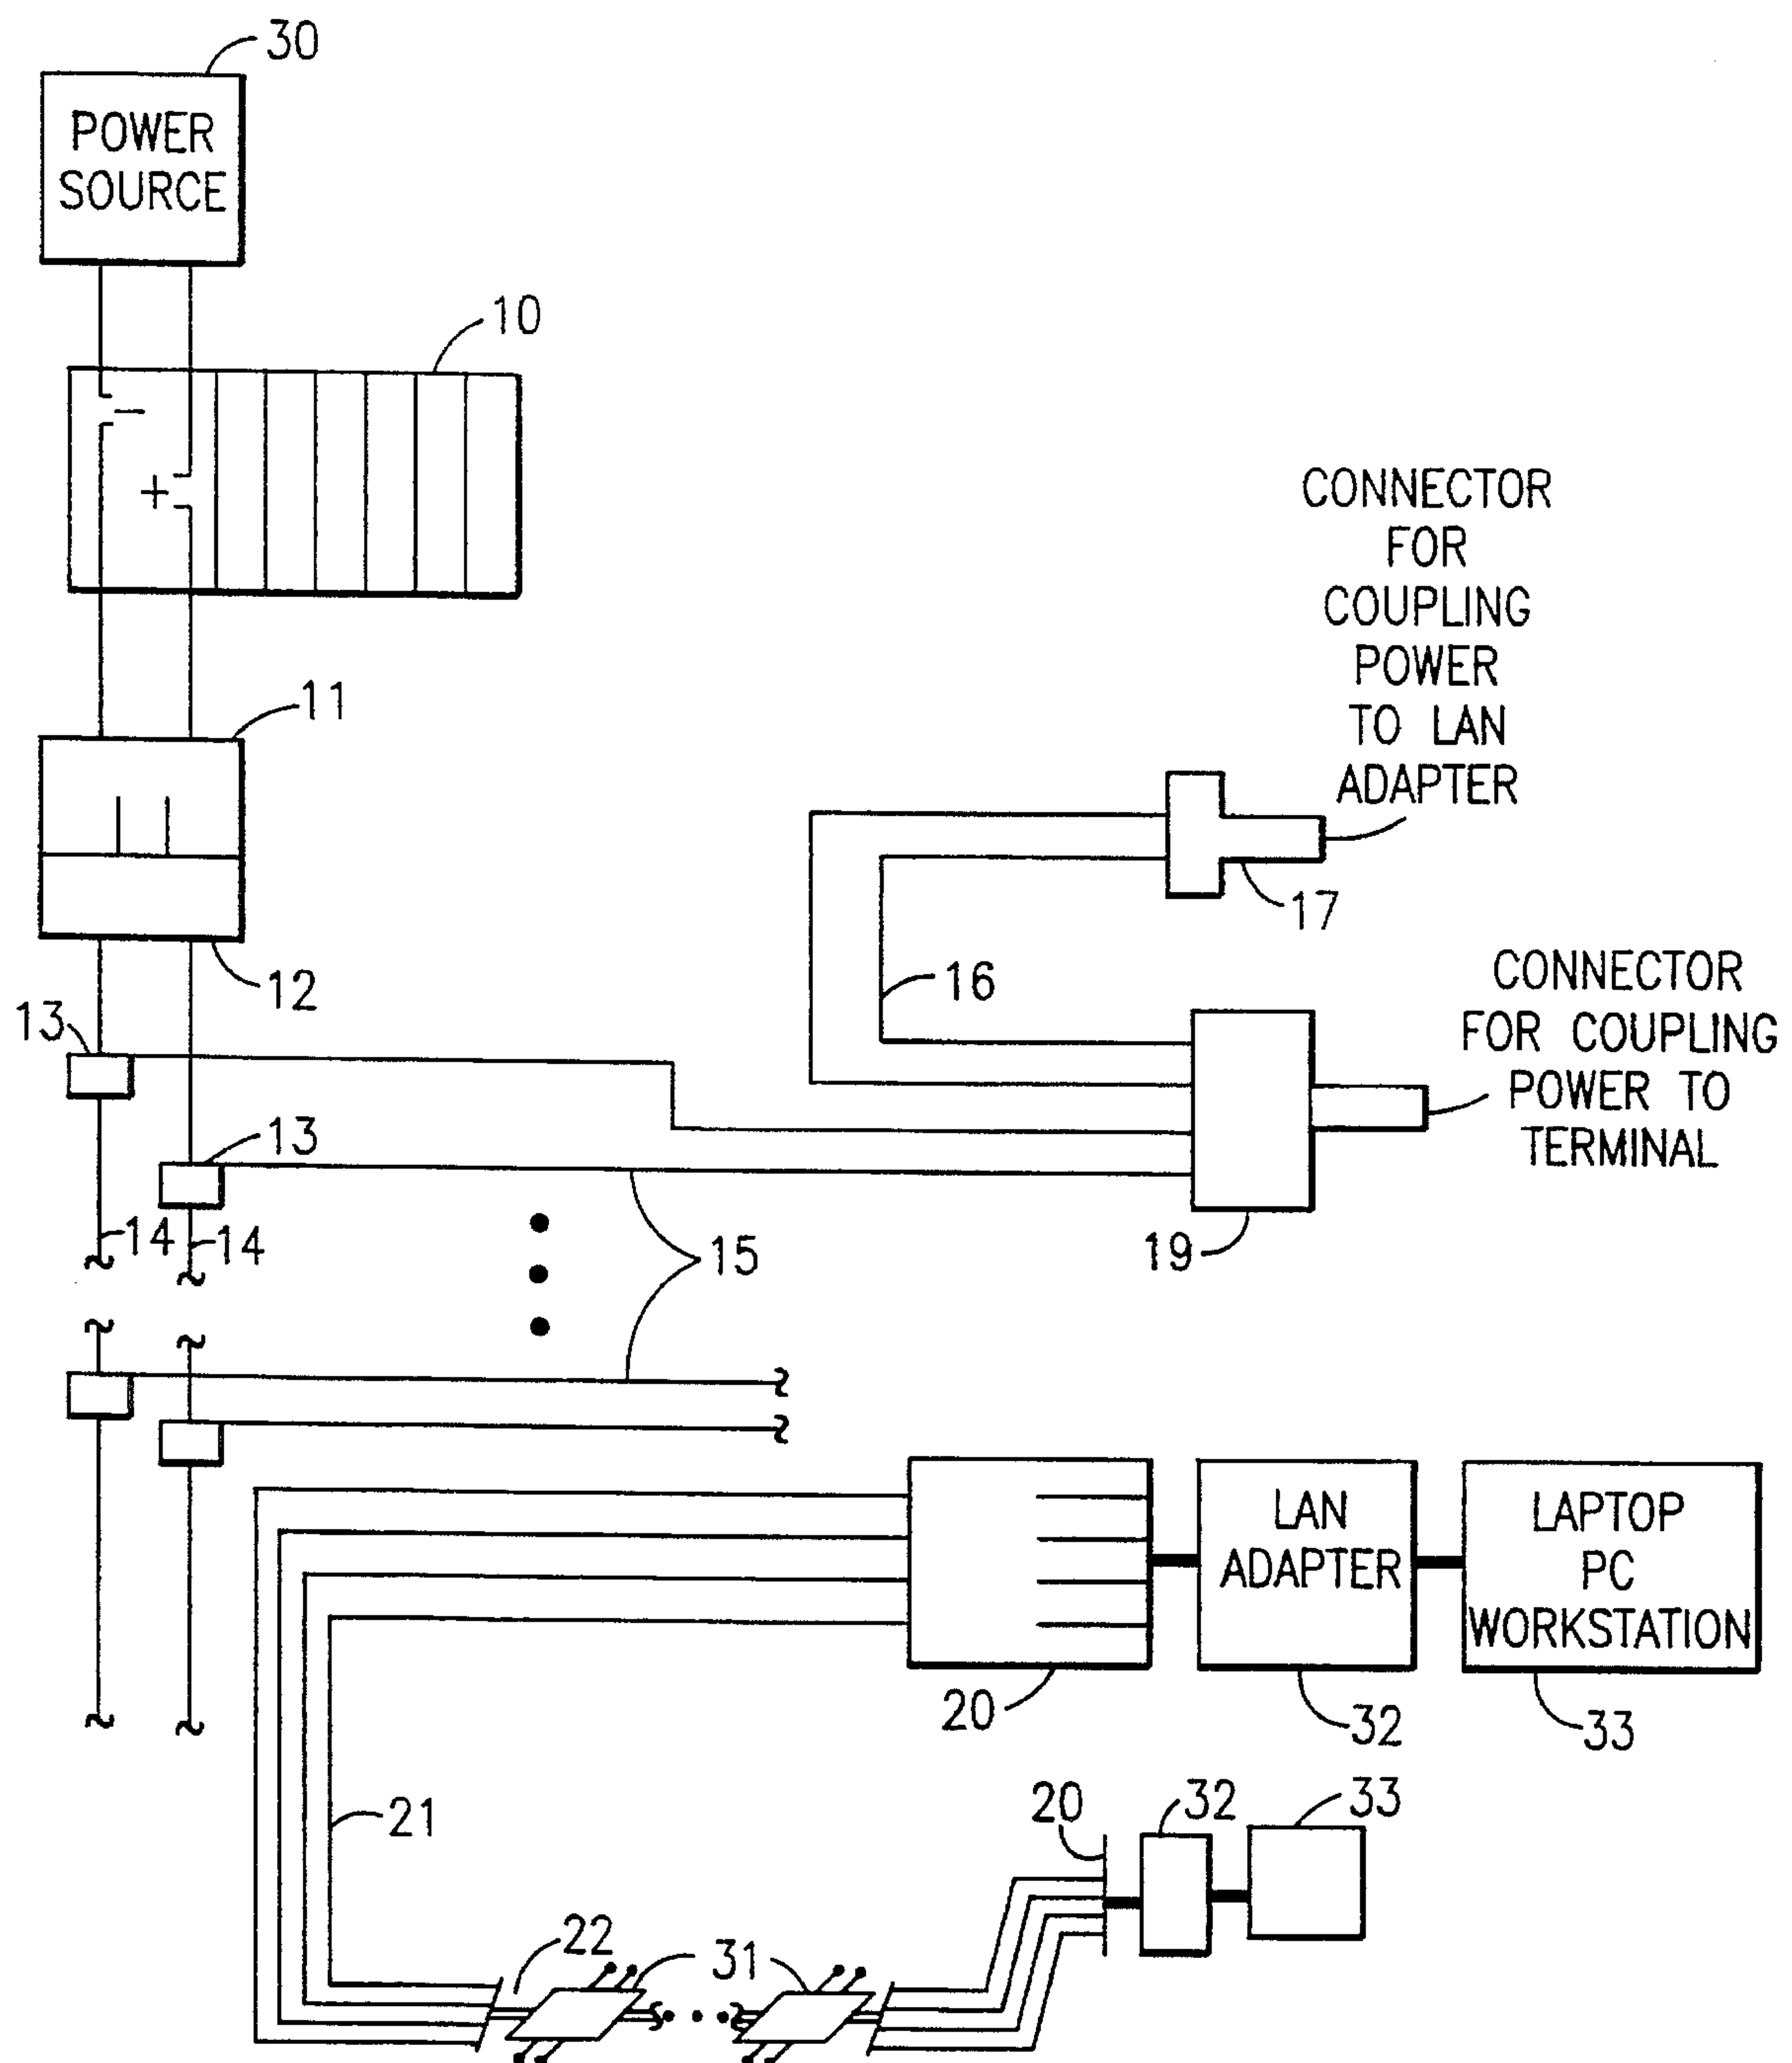 30
POWER
SOURCE
10
−
+
11
CONNECTOR
FOR
COUPLING
POWER
TO LAN
ADAPTER
17
12
16
CONNECTOR
FOR COUPLING
POWER TO
TERMINAL
13
13
14
14
15
19
LAN
ADAPTER
LAPTOP
PC
WORKSTATION
20
32
33
21
20
32
33
22
31